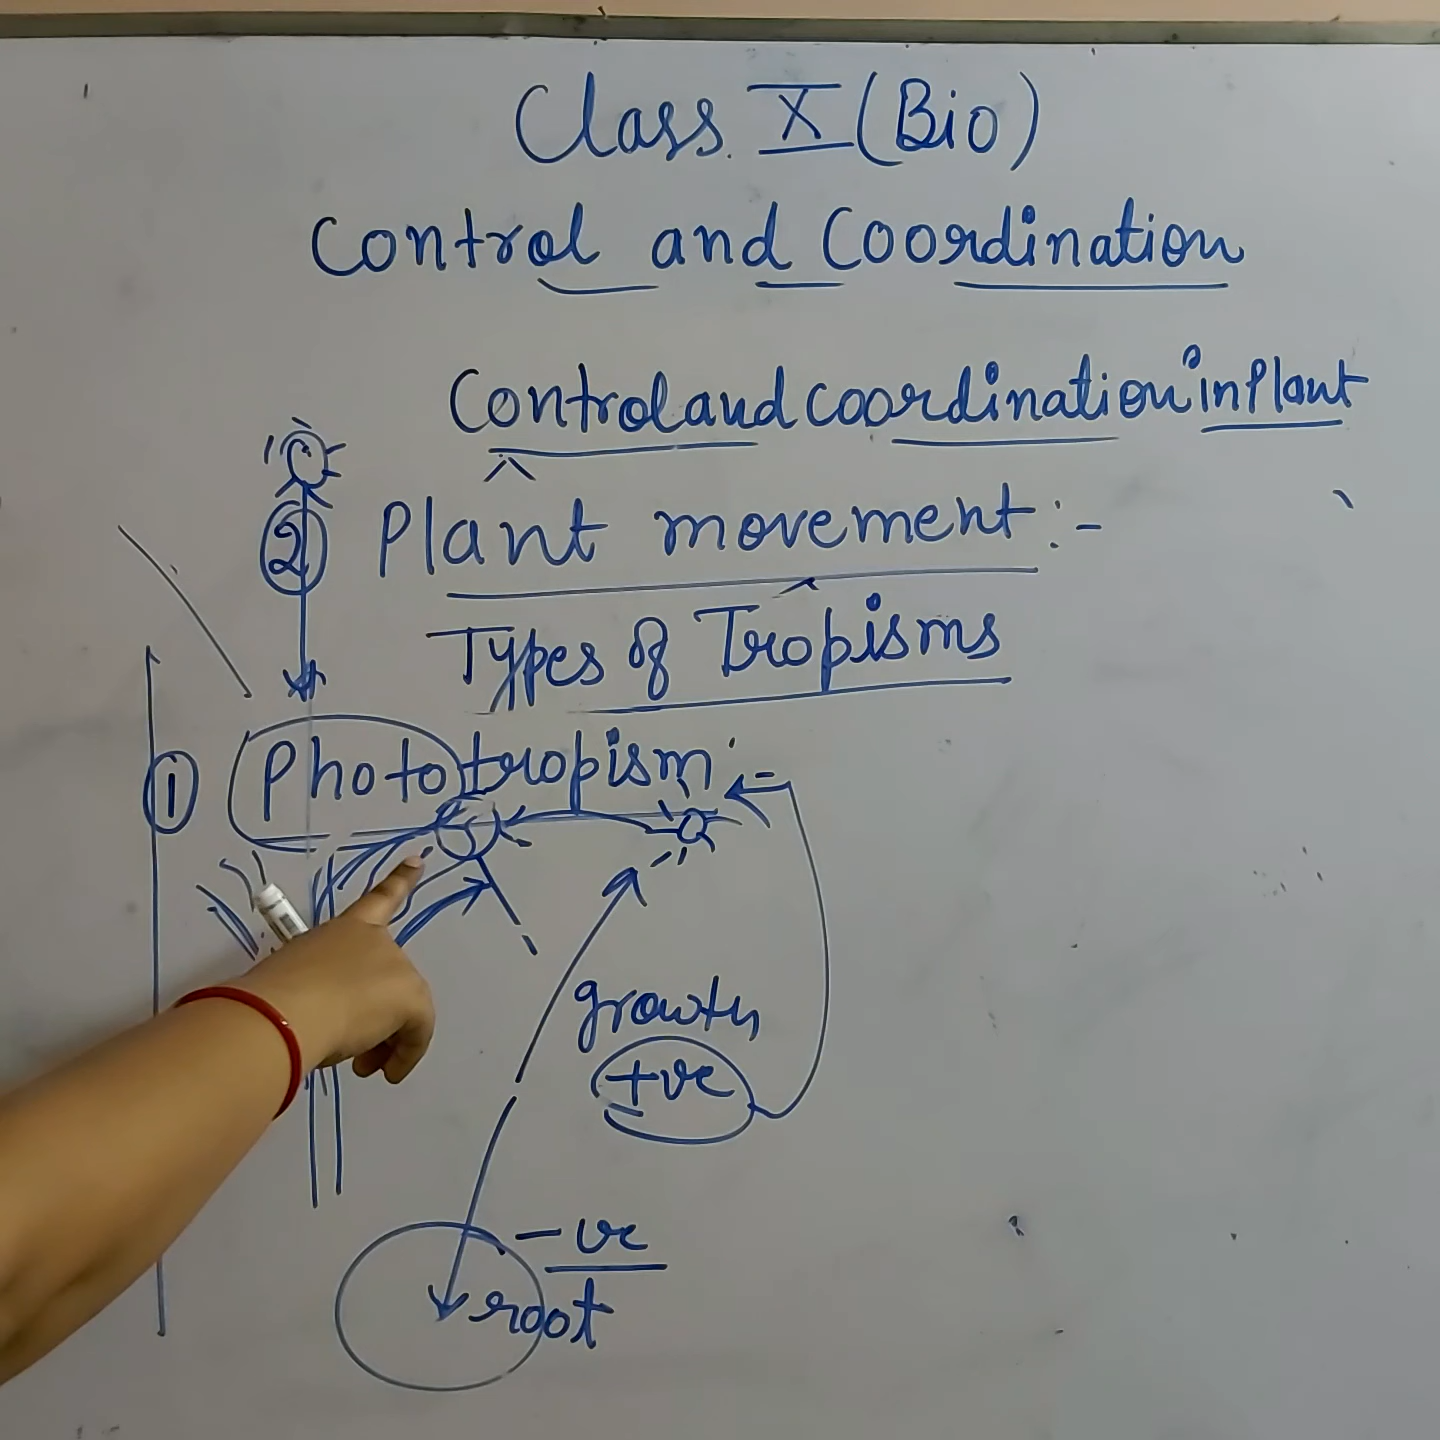 Class X (Bio)
Control and Coordination
Control and coordination in Plant
② Plant movement :-
Types of Tropisms
① Phototropism :-
growth
+ve
-ve
root